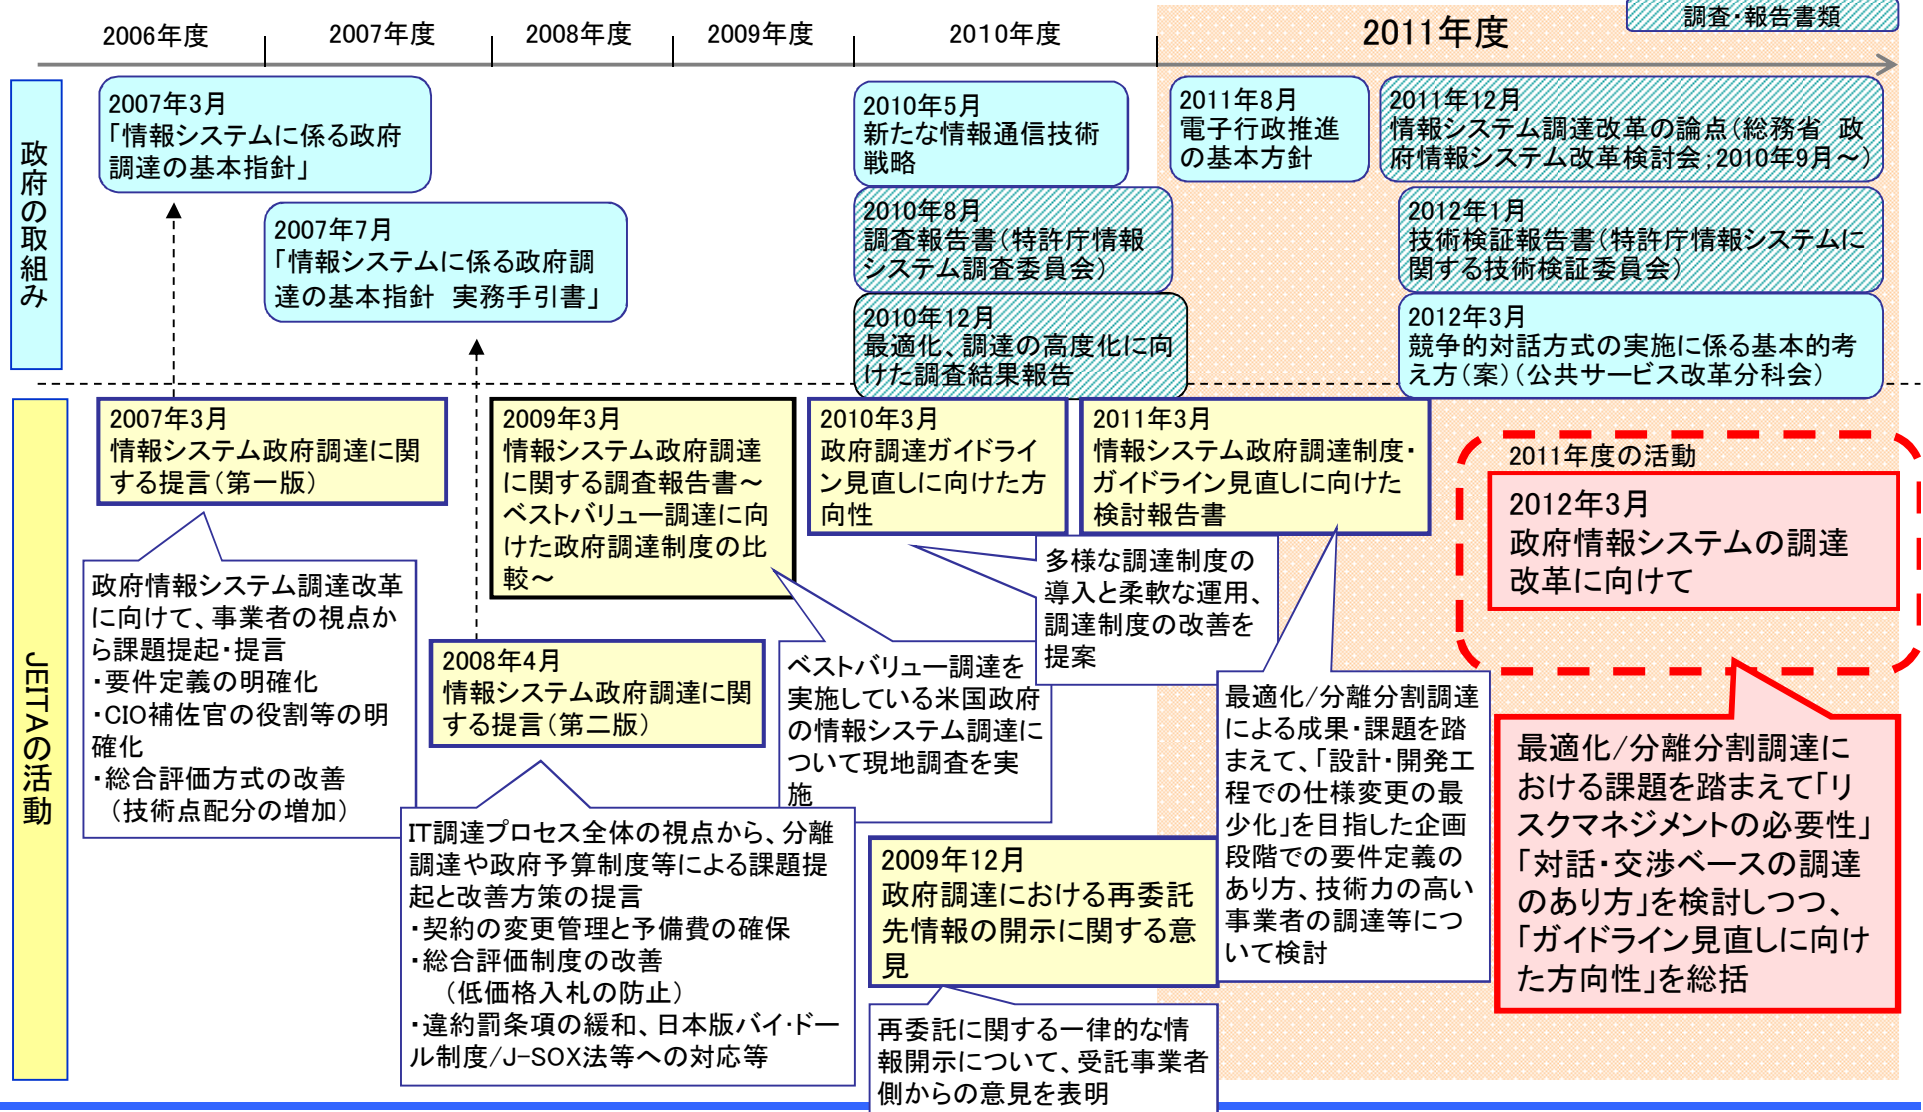 調査・報告書類
2006年度
2007年度
2008年度
2009年度
2010年度
2011年度
政府の取組み
2007年3月
「情報システムに係る政府
調達の基本指針」
2007年7月
「情報システムに係る政府調
達の基本指針　実務手引書」
2010年5月
新たな情報通信技術
戦略
2010年8月
調査報告書（特許庁情報
システム調査委員会）
2010年12月
最適化、調達の高度化に向
けた調査結果報告
2011年8月
電子行政推進
の基本方針
2011年12月
情報システム調達改革の論点（総務省　政
府情報システム改革検討会；2010年9月～）
2012年1月
技術検証報告書（特許庁情報システムに
関する技術検証委員会）
2012年3月
競争的対話方式の実施に係る基本的考
え方（案）（公共サービス改革分科会）
JEITAの活動
2007年3月
情報システム政府調達に関
する提言（第一版）
政府情報システム調達改革
に向けて、事業者の視点か
ら課題提起・提言
・要件定義の明確化
・CIO補佐官の役割等の明
確化
・総合評価方式の改善
（技術点配分の増加）
2008年4月
情報システム政府調達に関
する提言（第二版）
IT調達プロセス全体の視点から、分離
調達や政府予算制度等による課題提
起と改善方策の提言
・契約の変更管理と予備費の確保
・総合評価制度の改善
（低価格入札の防止）
・違約罰条項の緩和、日本版バイ・ドー
ル制度/J-SOX法等への対応等
2009年3月
情報システム政府調達
に関する調査報告書～
ベストバリュー調達に向
けた政府調達制度の比
較～
ベストバリュー調達を
実施している米国政府
の情報システム調達に
ついて現地調査を実
施
2009年12月
政府調達における再委託
先情報の開示に関する意
見
再委託に関する一律的な情
報開示について、受託事業者
側からの意見を表明
2010年3月
政府調達ガイドライ
ン見直しに向けた方
向性
多様な調達制度の
導入と柔軟な運用、
調達制度の改善を
提案
2011年3月
情報システム政府調達制度・
ガイドライン見直しに向けた
検討報告書
最適化/分離分割調達
による成果・課題を踏
まえて、「設計・開発工
程での仕様変更の最
少化」を目指した企画
段階での要件定義の
あり方、技術力の高い
事業者の調達等につ
いて検討
2011年度の活動
2012年3月
政府情報システムの調達
改革に向けて
最適化/分離分割調達に
おける課題を踏まえて「リ
スクマネジメントの必要性」
「対話・交渉ベースの調達
のあり方」を検討しつつ、
「ガイドライン見直しに向け
た方向性」を総括